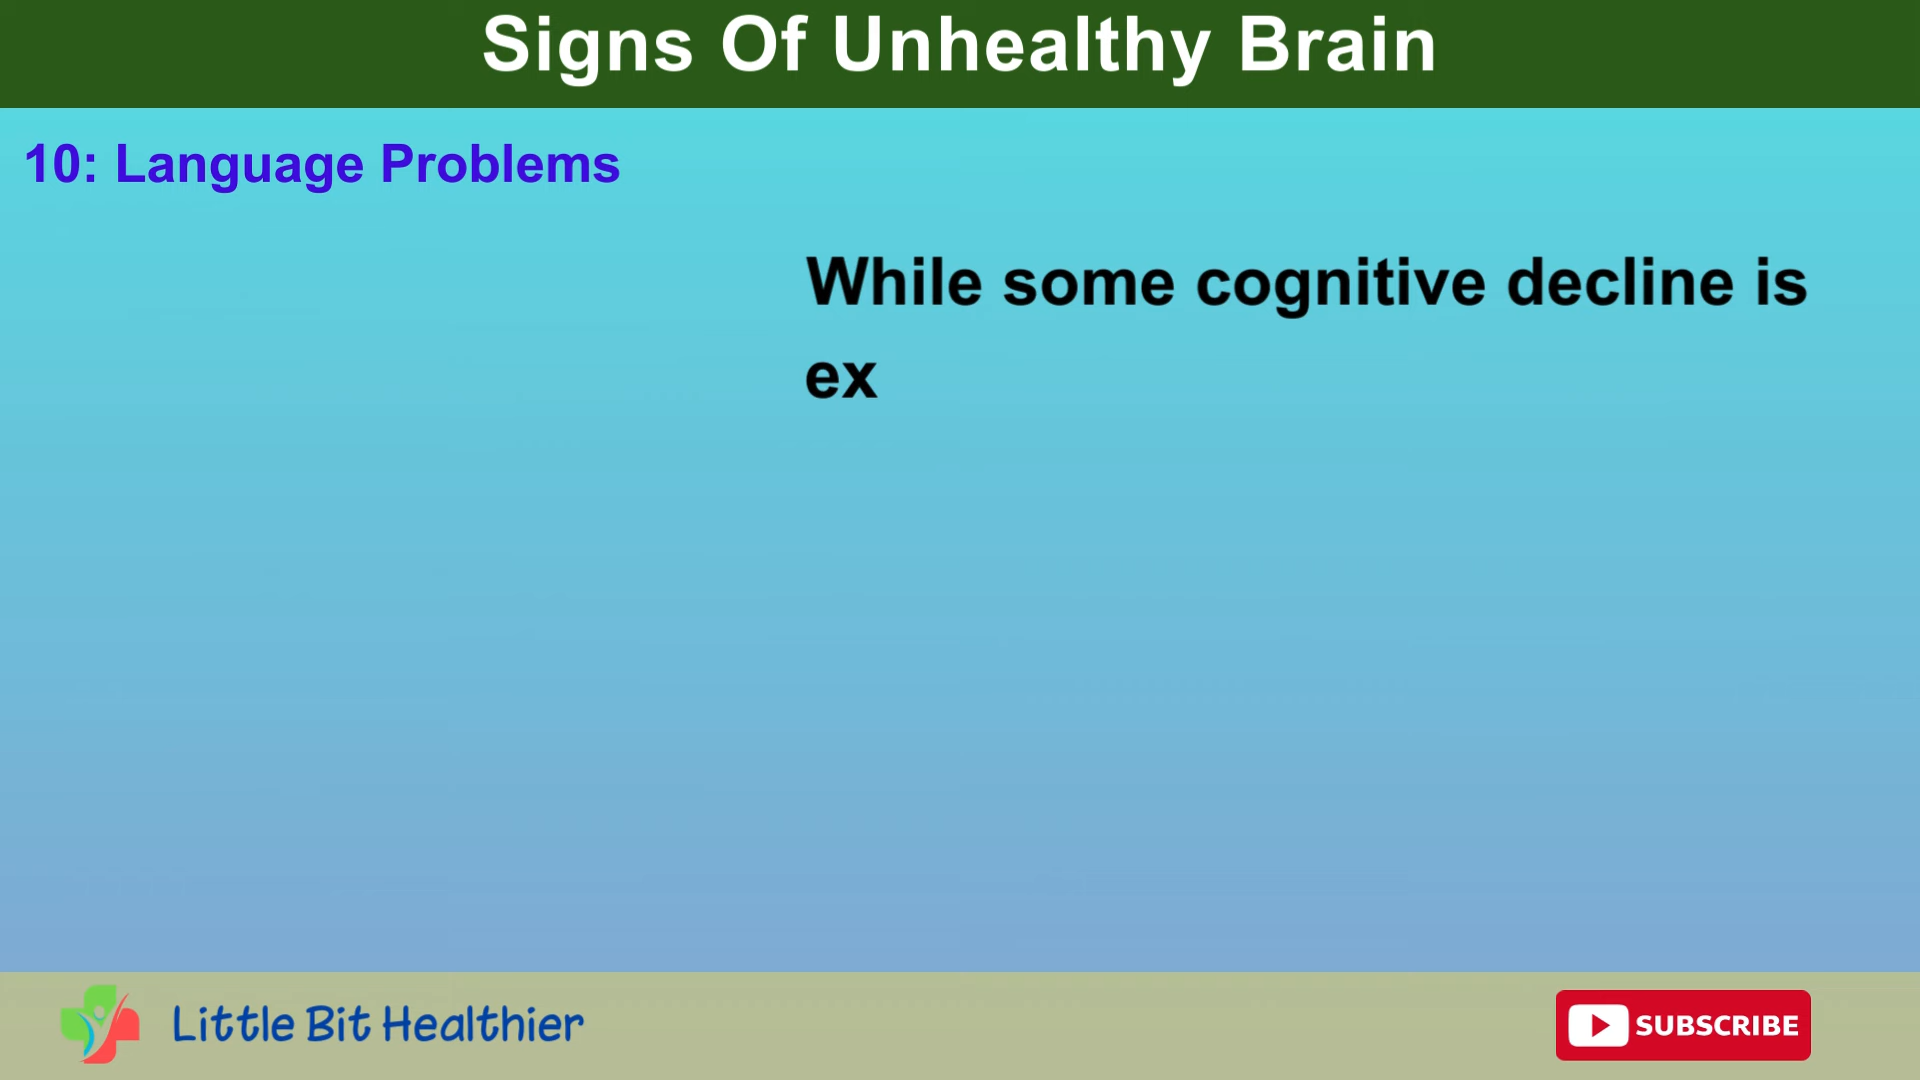 Signs Of Unhealthy Brain
10: Language Problems
While some cognitive decline is
ex
Little Bit Healthier
SUBSCRIBE